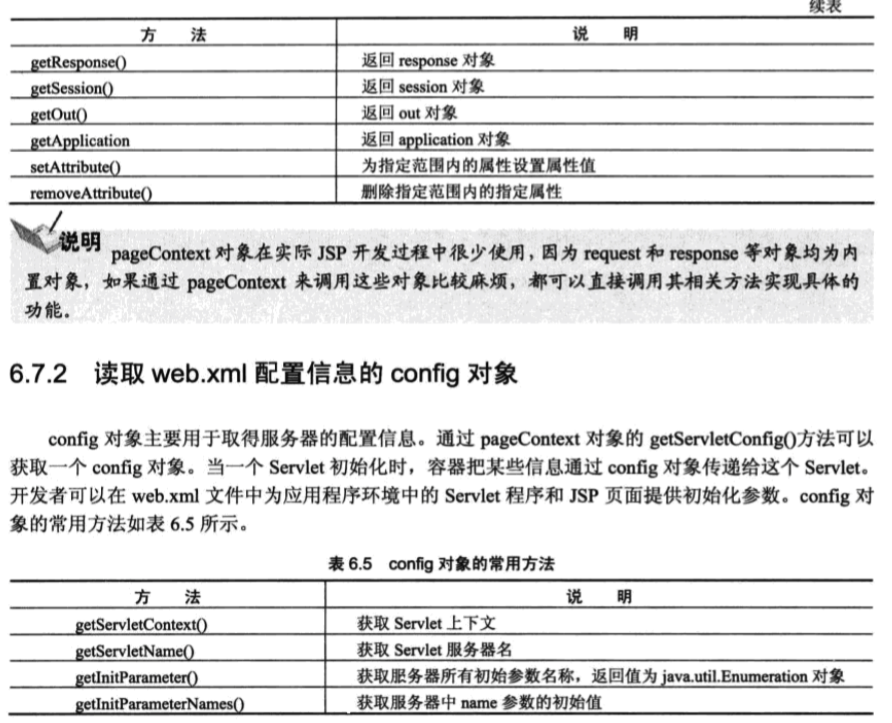 续表
方 法 说 明
getResponse() 返回 response 对象
getSession() 返回 session 对象
getOut() 返回 out 对象
getApplication 返回 application 对象
setAttribute() 为指定范围内的属性设置属性值
removeAttribute() 删除指定范围内的指定属性
说明
pageContext 对象在实际 JSP 开发过程中很少使用，因为 request 和 response 等对象均为内
置对象，如果通过 pageContext 来调用这些对象比较麻烦，都可以直接调用其相关方法实现具体的
功能。
6.7.2 读取 web.xml 配置信息的 config 对象
config 对象主要用于取得服务器的配置信息。通过 pageContext 对象的 getServletConfig()方法可以
获取一个 config 对象。当一个 Servlet 初始化时，容器把某些信息通过 config 对象传递给这个 Servlet。
开发者可以在 web.xml 文件中为应用程序环境中的 Servlet 程序和 JSP 页面提供初始化参数。config 对
象的常用方法如表 6.5 所示。
表 6.5 config 对象的常用方法
方 法 说 明
getServletContext() 获取 Servlet 上下文
getServletName() 获取 Servlet 服务器名
getInitParameter() 获取服务器所有初始参数名称，返回值为 java.util.Enumeration 对象
getInitParameterNames() 获取服务器中 name 参数的初始值